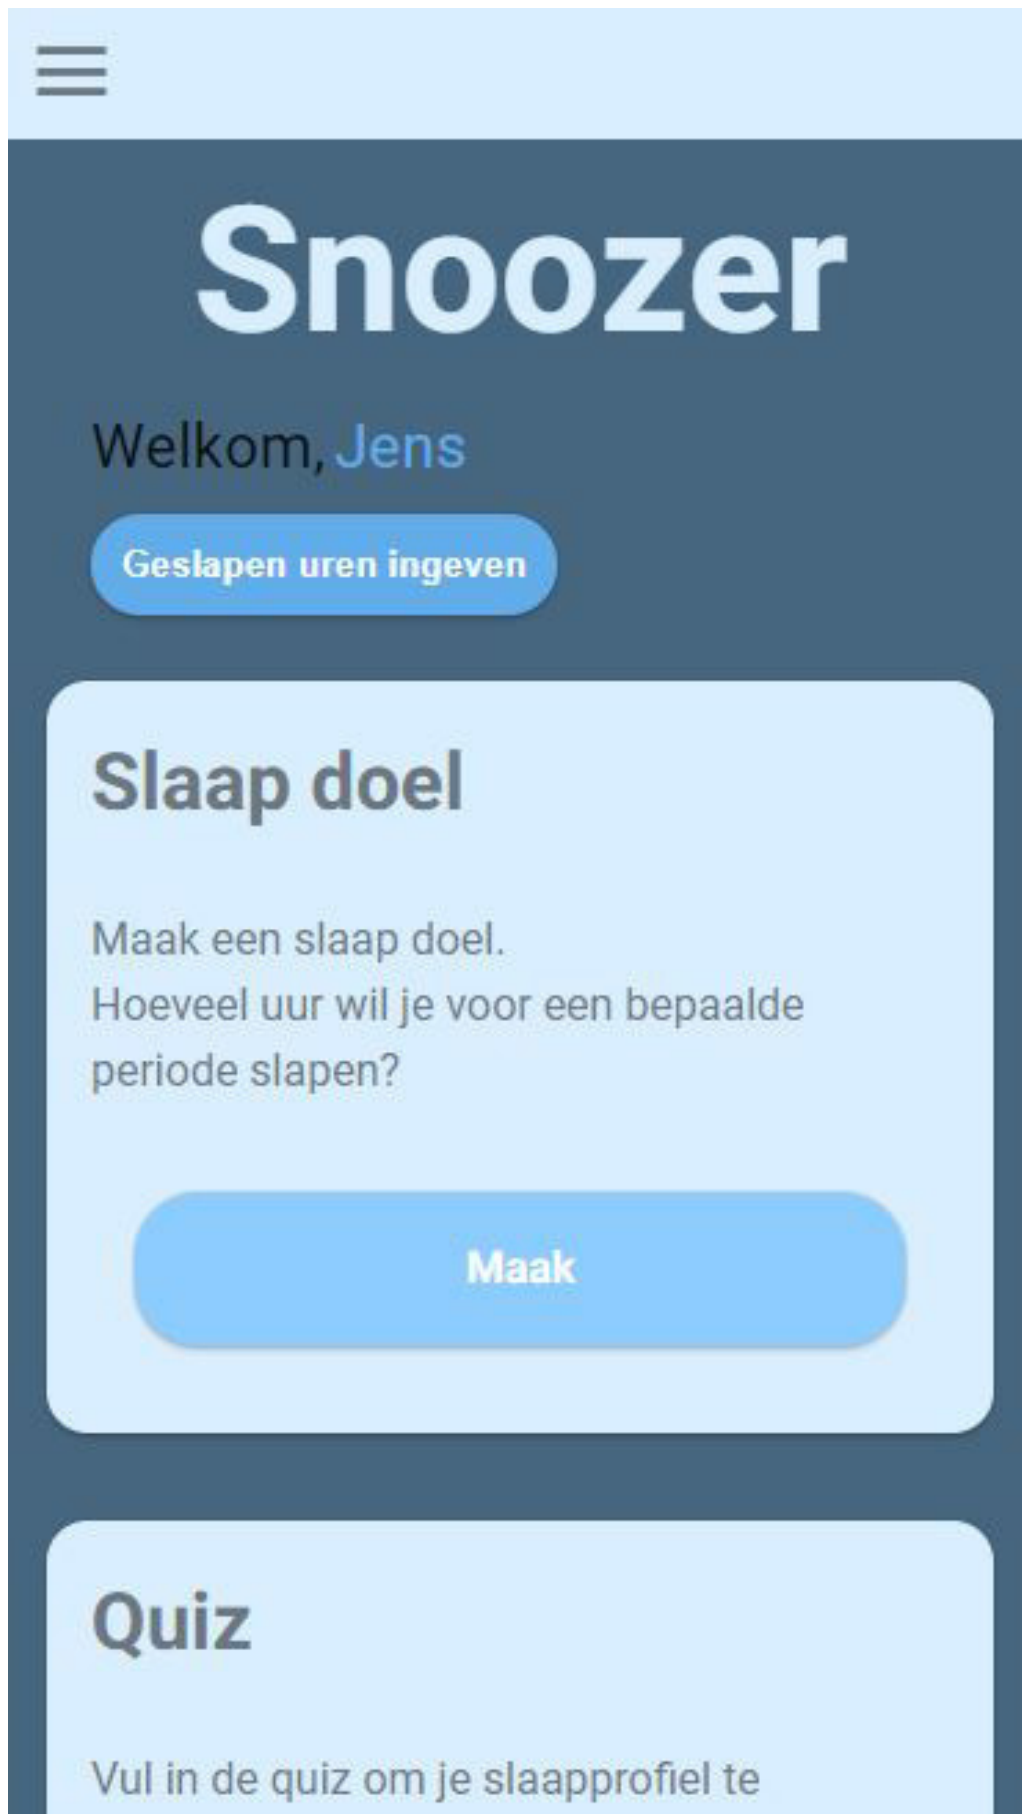 Snoozer
Welkom, Jens
Geslapen uren ingeven
Slaap doel
Maak een slaap doel.
Hoeveel uur wil je voor een bepaalde
periode slapen?
Maak
Quiz
Vul in de quiz om je slaapprofiel te